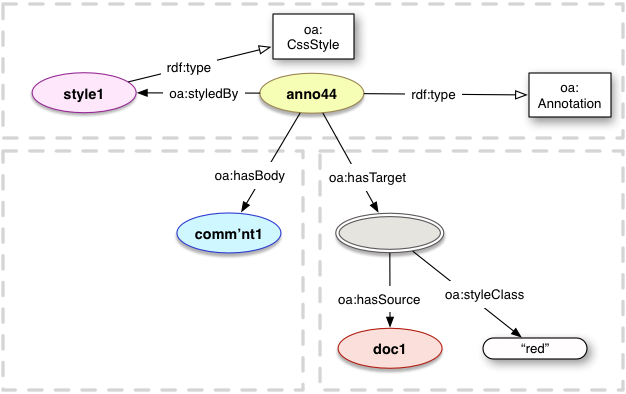 oa:
CssStyle
rdf:type
style1
oa:styledBy
anno44
rdf:type
oa:
Annotation
oa:hasBody
oa:hasTarget
comm'nt1
oa:hasSource
oa:styleClass
doc1
“red”